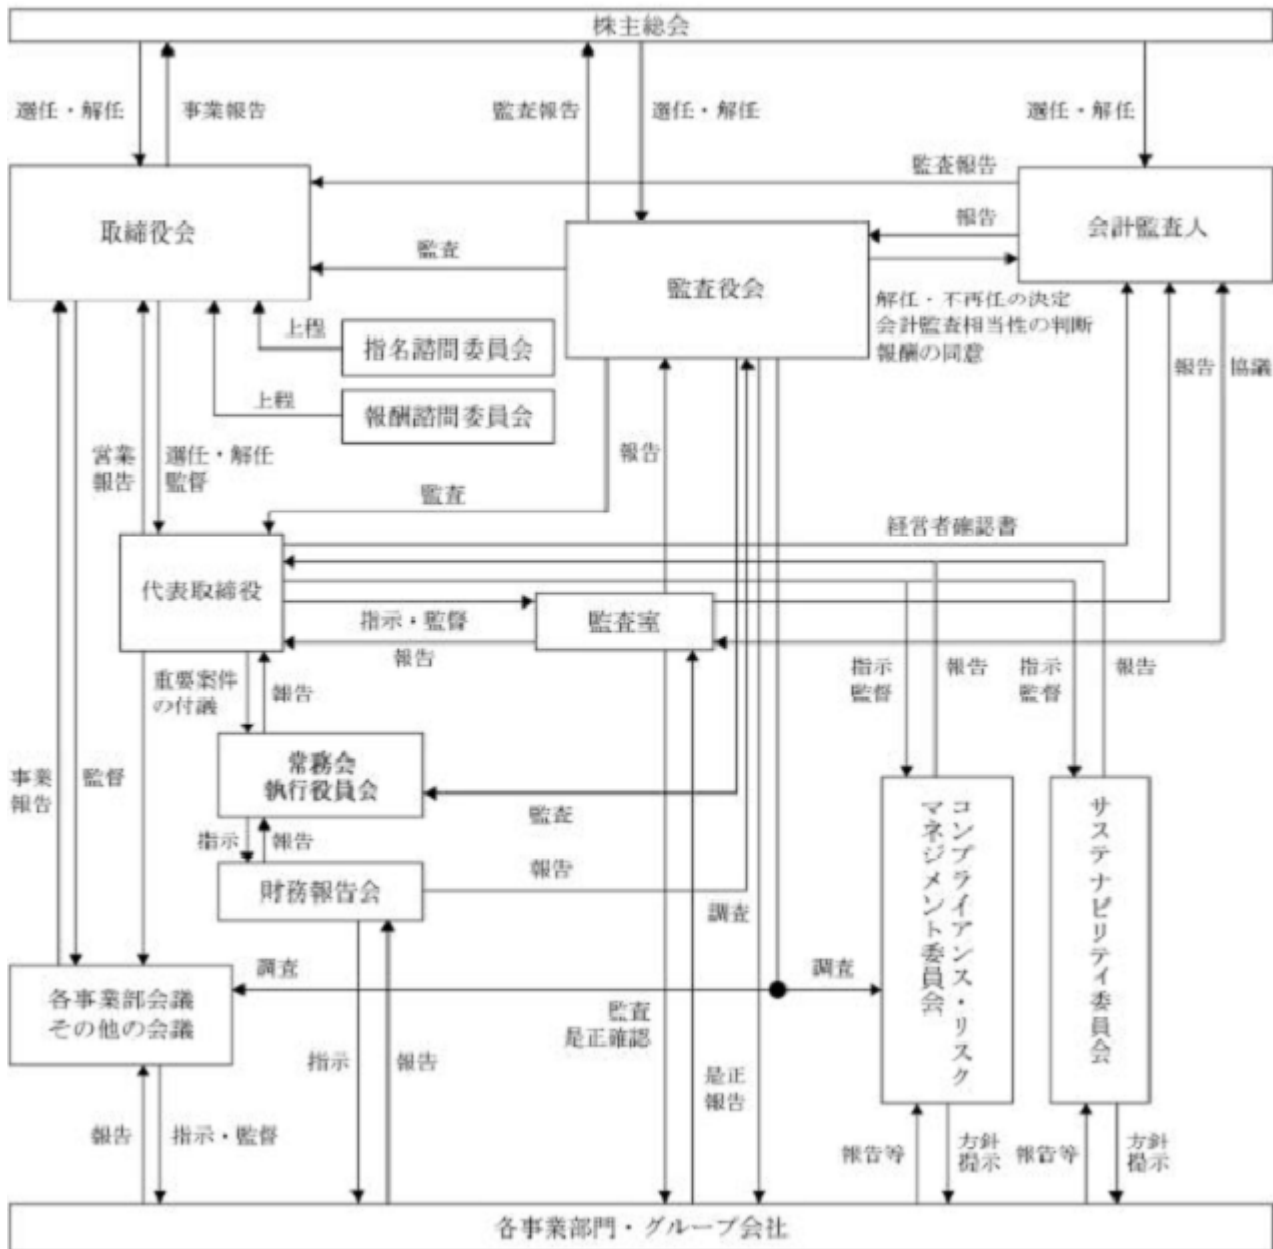 株主総会
選任・解任
事業報告
監査報告
選任・解任
選任・解任
監査報告
取締役会
報告
会計監査人
監査
監査役会
解任・不再任の決定
会計監査相当性の判断
報酬の同意
上程
指名諮問委員会
報告
協議
上程
報酬諮問委員会
営業
報告
選任・解任
監督
報告
監査
経営者確認書
代表取締役
指示・監督
監査室
報告
重要案件
の付議
報告
指示
監督
報告
指示
監督
報告
常務会
執行役員会
事業
報告
監督
監査
指示
報告
報告
財務報告会
調査
コンプライアンス・リスク
マネジメント委員会
サステナビリティ委員会
調査
調査
各事業部会議
その他の会議
監査
是正確認
指示
報告
是正
報告
報告
指示・監督
報告等
方針
提示
報告等
方針
提示
各事業部門・グループ会社